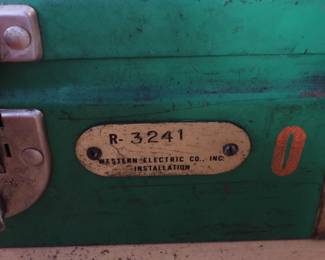 R-3241
WESTERN ELECTRIC CO., INC.
INSTALLATION
0